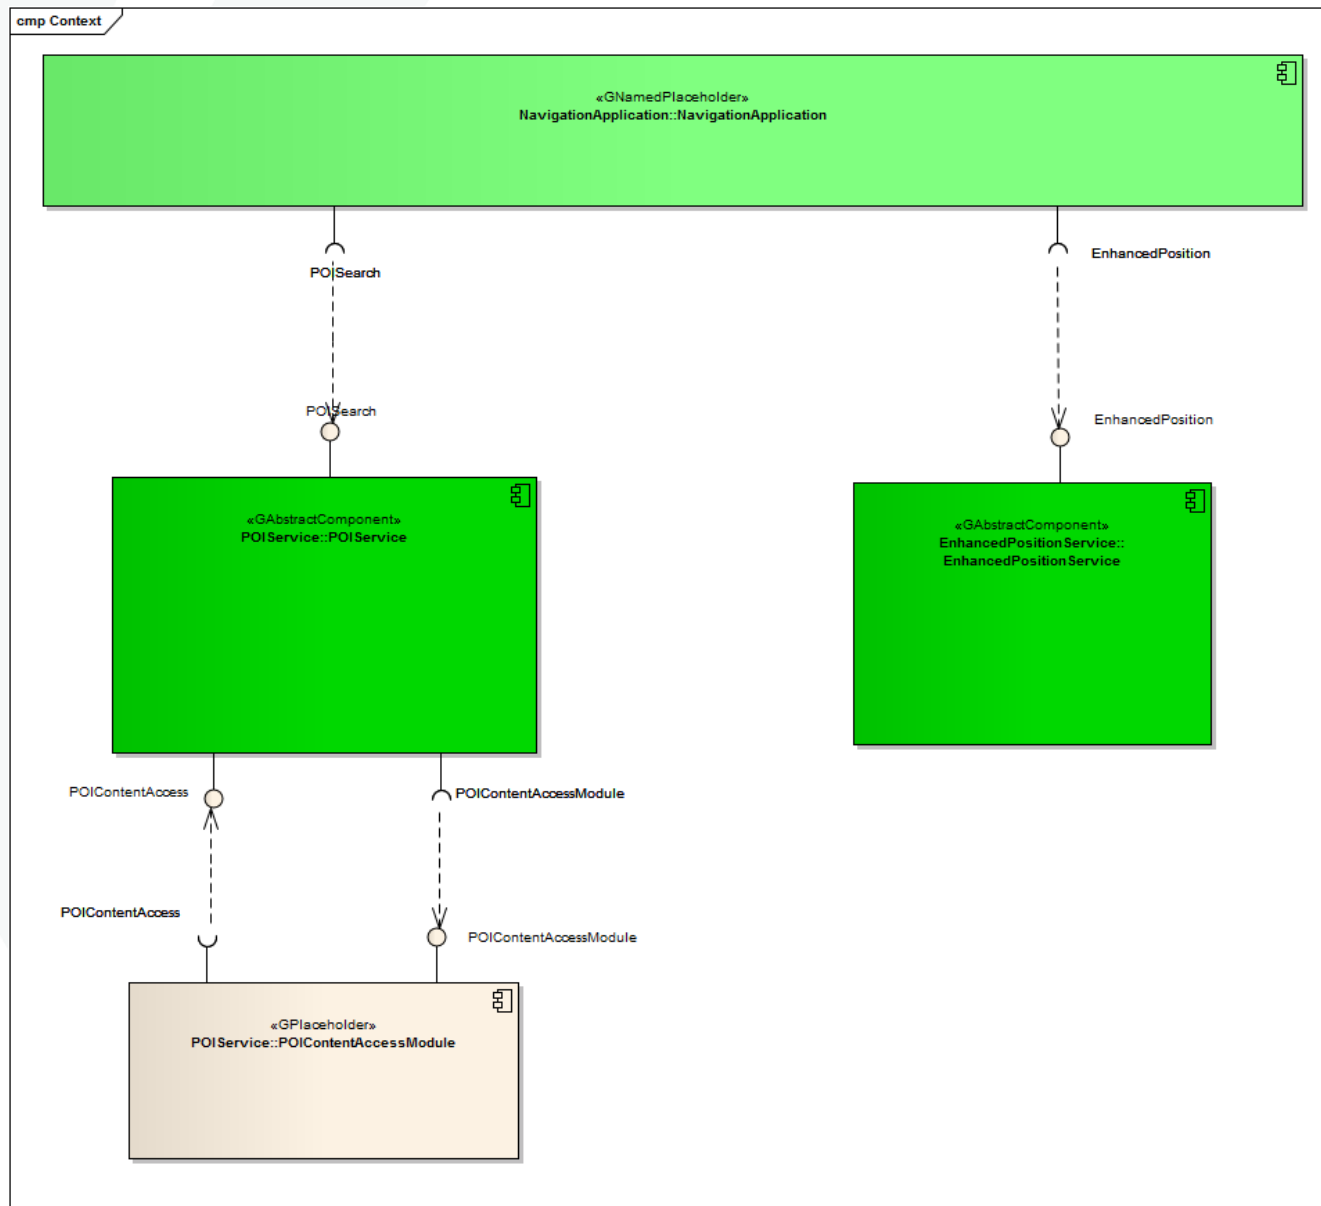 cmp Context
«GNamedPlaceholder»
NavigationApplication::NavigationApplication
POISearch
EnhancedPosition
POISearch
EnhancedPosition
«GAbstractComponent»
POIService::POIService
«GAbstractComponent»
EnhancedPositionService::
EnhancedPositionService
POIContentAccess
POIContentAccessModule
POIContentAccess
POIContentAccessModule
«GPlaceholder»
POIService::POIContentAccessModule